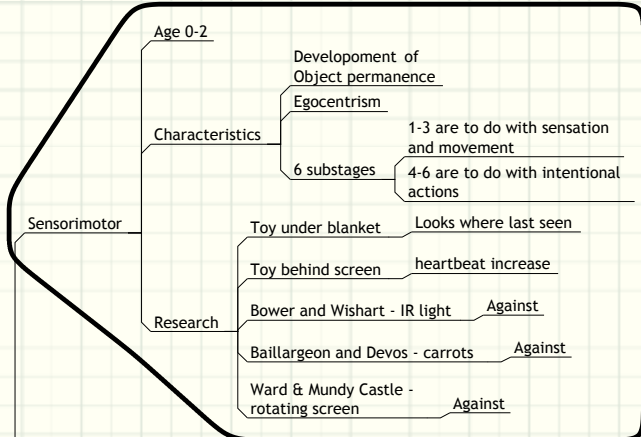 Age 0-2
Developoment of
Object permanence
Egocentrism
Characteristics
1-3 are to do with sensation
and movement
6 substages
4-6 are to do with intentional
actions
Sensorimotor
Toy under blanket
Looks where last seen
Toy behind screen
heartbeat increase
Research
Bower and Wishart - IR light
Against
Baillargeon and Devos - carrots
Against
Ward & Mundy Castle -
rotating screen
Against